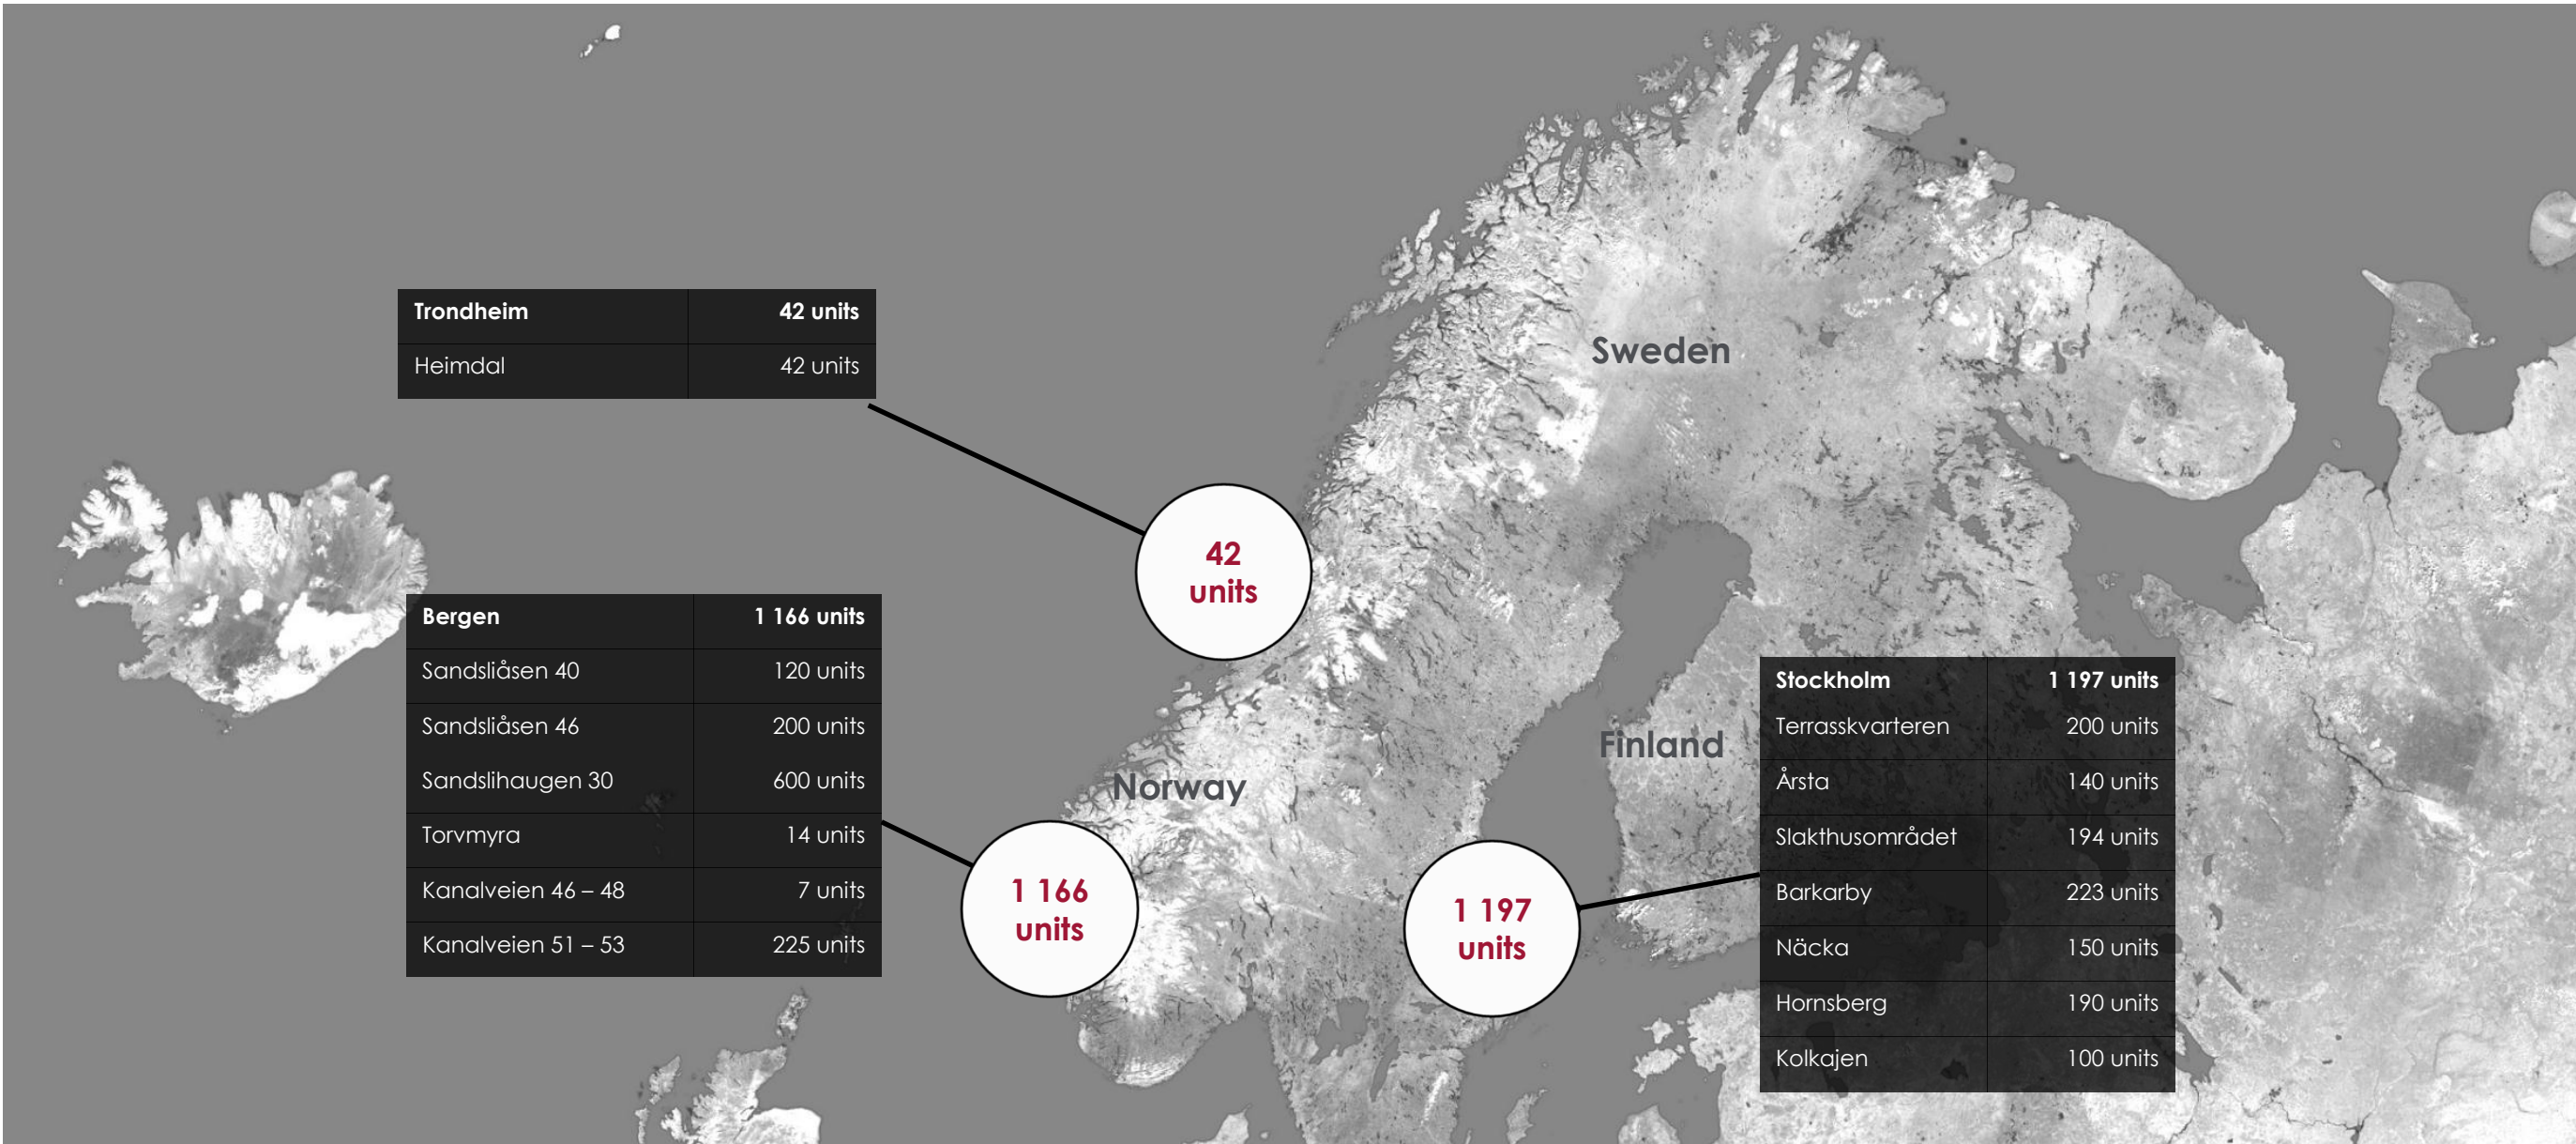 Sweden
Trondheim 42 units
Heimdal 42 units
42
units
Bergen 1 166 units
Sandsliåsen 40 120 units
Sandsliåsen 46 200 units
Sandslihaugen 30 600 units
Torvmyra 14 units
Kanalveien 46 – 48 7 units
Kanalveien 51 – 53 225 units
Norway
1 166
units
Finland
1 197
units
Stockholm 1 197 units
Terrasskvarteren 200 units
Årsta 140 units
Slakthusområdet 194 units
Barkarby 223 units
Näcka 150 units
Hornsberg 190 units
Kolkajen 100 units